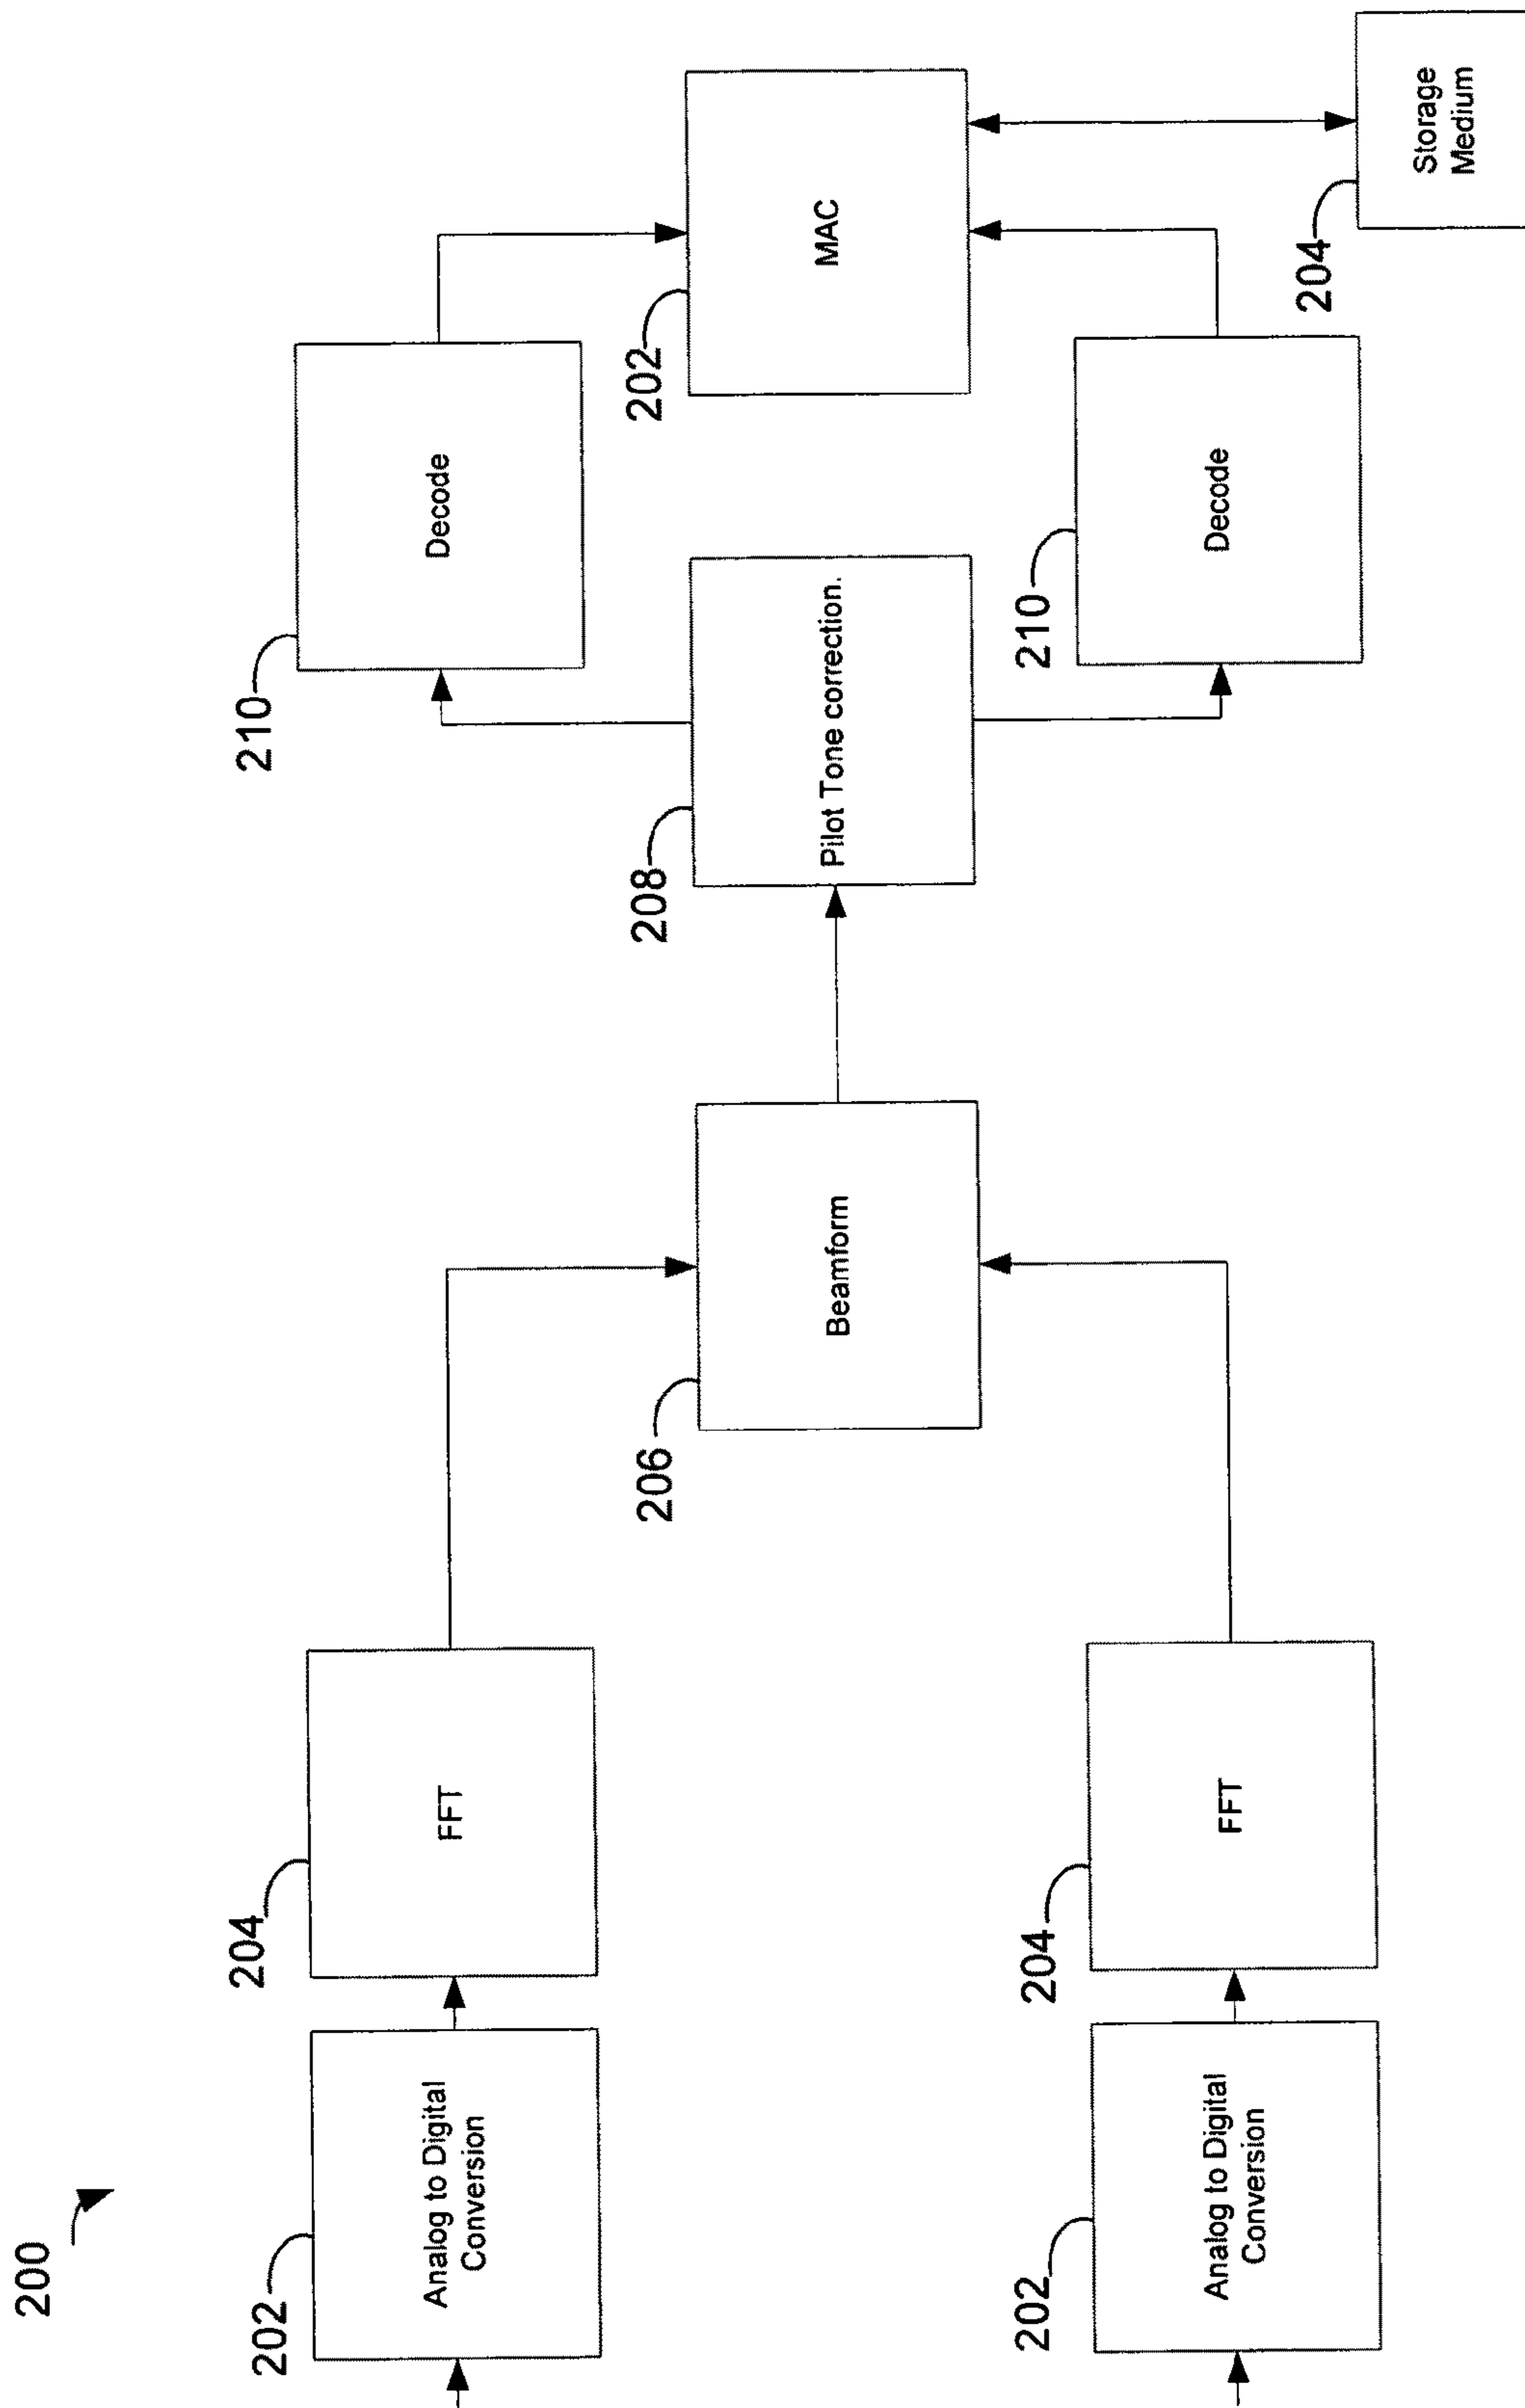 200
202
Analog to Digital
Conversion
204
FFT
206
Beamform
208
Pilot Tone correction.
210
Decode
202
MAC
202
Analog to Digital
Conversion
204
FFT
210
Decode
204
Storage
Medium